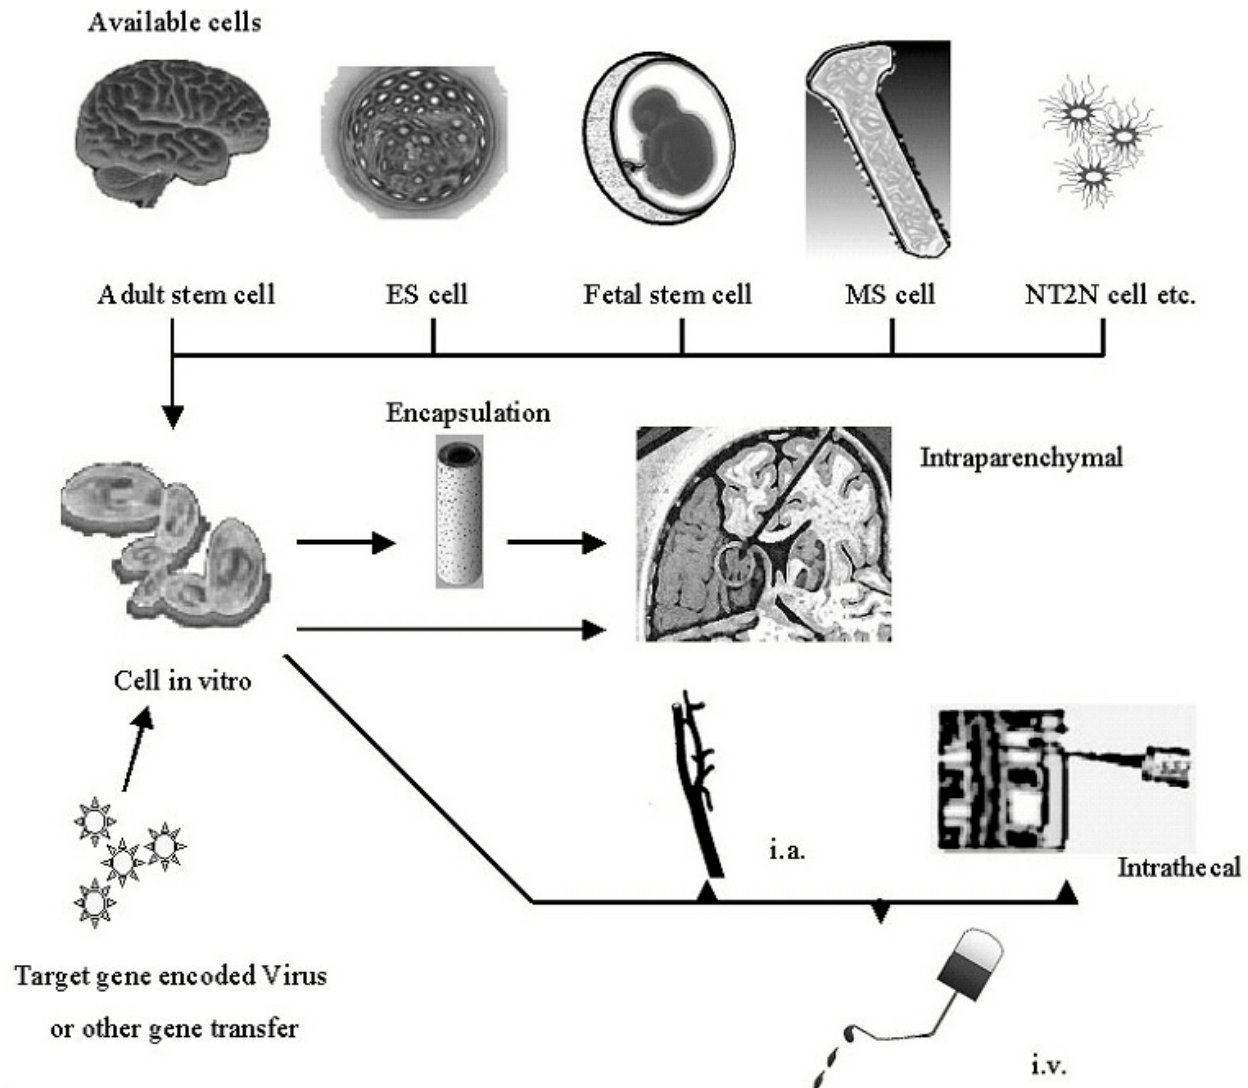 Available cells
Adult stem cell
ES cell
Fetal stem cell
MS cell
NT2N cell etc.
Encapsulation
Intraparenchymal
Cell in vitro
i.a.
Intrathecal
Target gene encoded Virus
or other gene transfer
i.v.